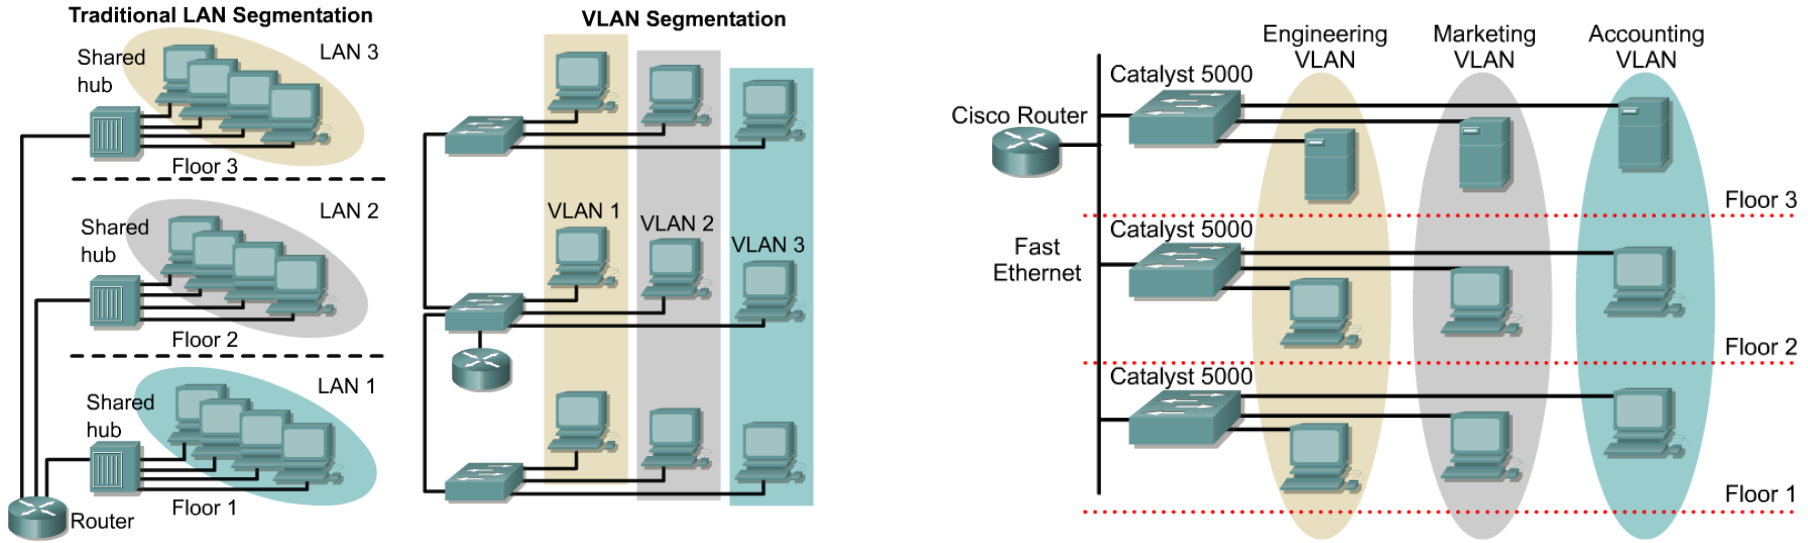 Traditional LAN Segmentation
LAN 3
Shared
hub
Floor 3
LAN 2
Shared
hub
Floor 2
LAN 1
Shared
hub
Floor 1
Router
VLAN Segmentation
VLAN 1
VLAN 2
VLAN 3
Engineering
VLAN
Marketing
VLAN
Accounting
VLAN
Catalyst 5000
Cisco Router
Floor 3
Catalyst 5000
Fast
Ethernet
Floor 2
Catalyst 5000
Floor 1